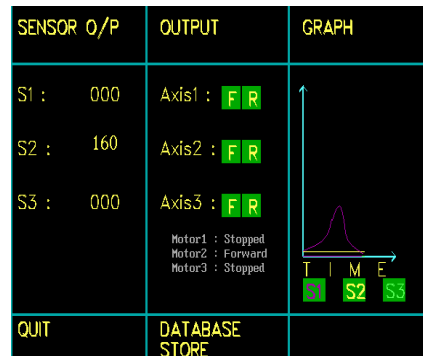 SENSOR O/P OUTPUT GRAPH
S1 : 000 Axis1 : F R
S2 : 160 Axis2 : F R
S3 : 000 Axis3 : F R
Motor1 : Stopped
Motor2 : Forward
Motor3 : Stopped
T I M E
S1 S2 S3
QUIT DATABASE
STORE